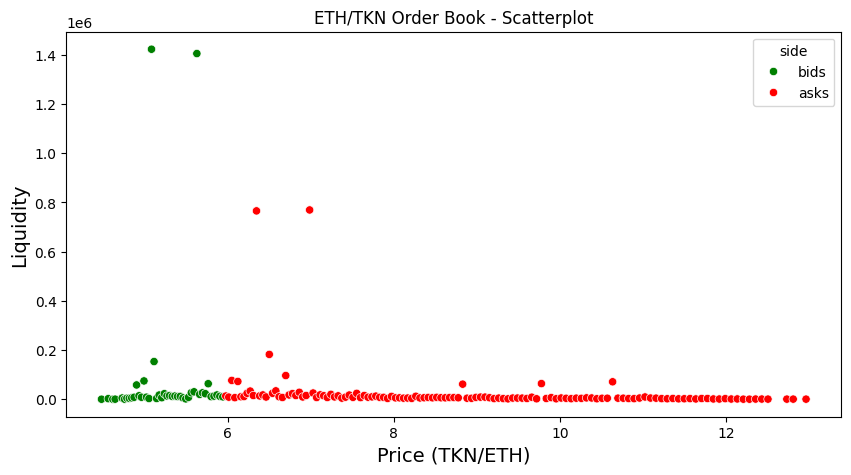 ETH/TKN Order Book - Scatterplot
1e6
side
bids
asks
1.4
1.2
1.0
0.8
0.6
0.4
0.2
0.0
Liquidity
6 8 10 12
Price (TKN/ETH)